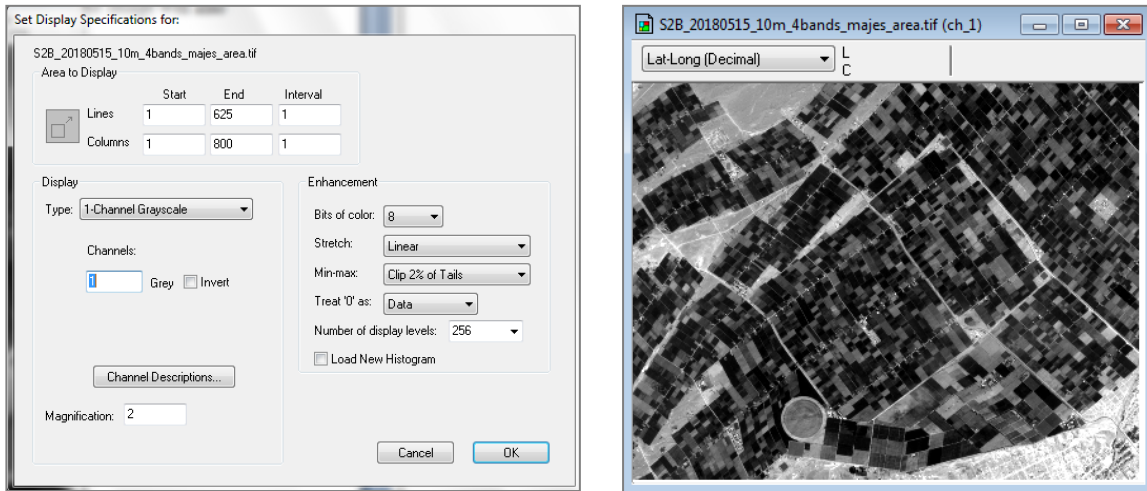 Set Display Specifications for:
S2B_20180515_10m_4bands_majes_area.tif
Area to Display
Start End Interval
Lines 1 625 1
Columns 1 800 1
Display
Type: 1-Channel Grayscale
Channels:
1 Grey Invert
Channel Descriptions...
Magnification: 2
Enhancement
Bits of color: 8
Stretch: Linear
Min-max: Clip 2% of Tails
Treat '0' as: Data
Number of display levels: 256
Load New Histogram
Cancel OK
S2B_20180515_10m_4bands_majes_area.tif (ch_1)
Lat-Long (Decimal) L
C